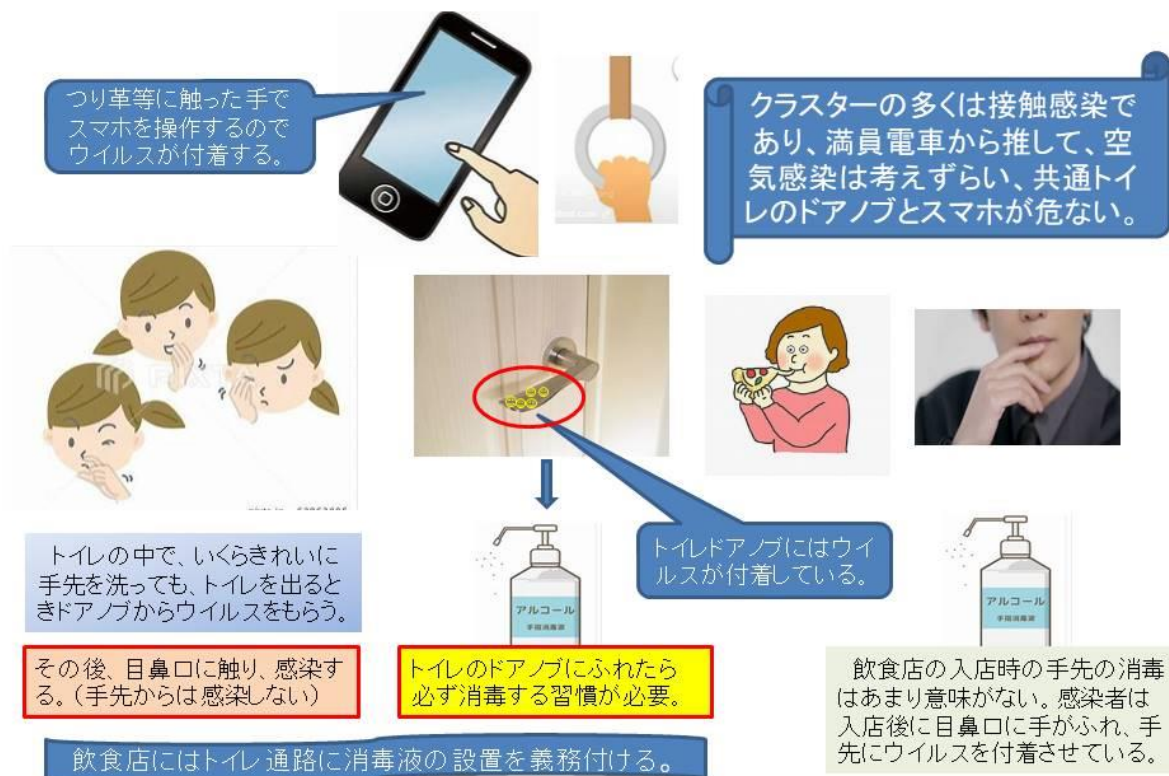 つり革等に触った手で
スマホを操作するので
ウイルスが付着する。
クラスターの多くは接触感染で
あり、満員電車から推して、空
気感染は考えずらい、共通トイ
レのドアノブとスマホが危ない。
トイレドアノブにはウイ
ルスが付着している。
トイレの中で、いくらきれいに
手先を洗っても、トイレを出ると
きドアノブからウイルスをもらう。
アルコール
手指消毒液
アルコール
手指消毒液
その後、目鼻口に触り、感染す
る。(手先からは感染しない)
トイレのドアノブにふれたら
必ず消毒する習慣が必要。
飲食店の入店時の手先の消毒
はあまり意味がない。感染者は
入店後に目鼻口に手がふれ、手
先にウイルスを付着させている。
飲食店にはトイレ通路に消毒液の設置を義務付ける。